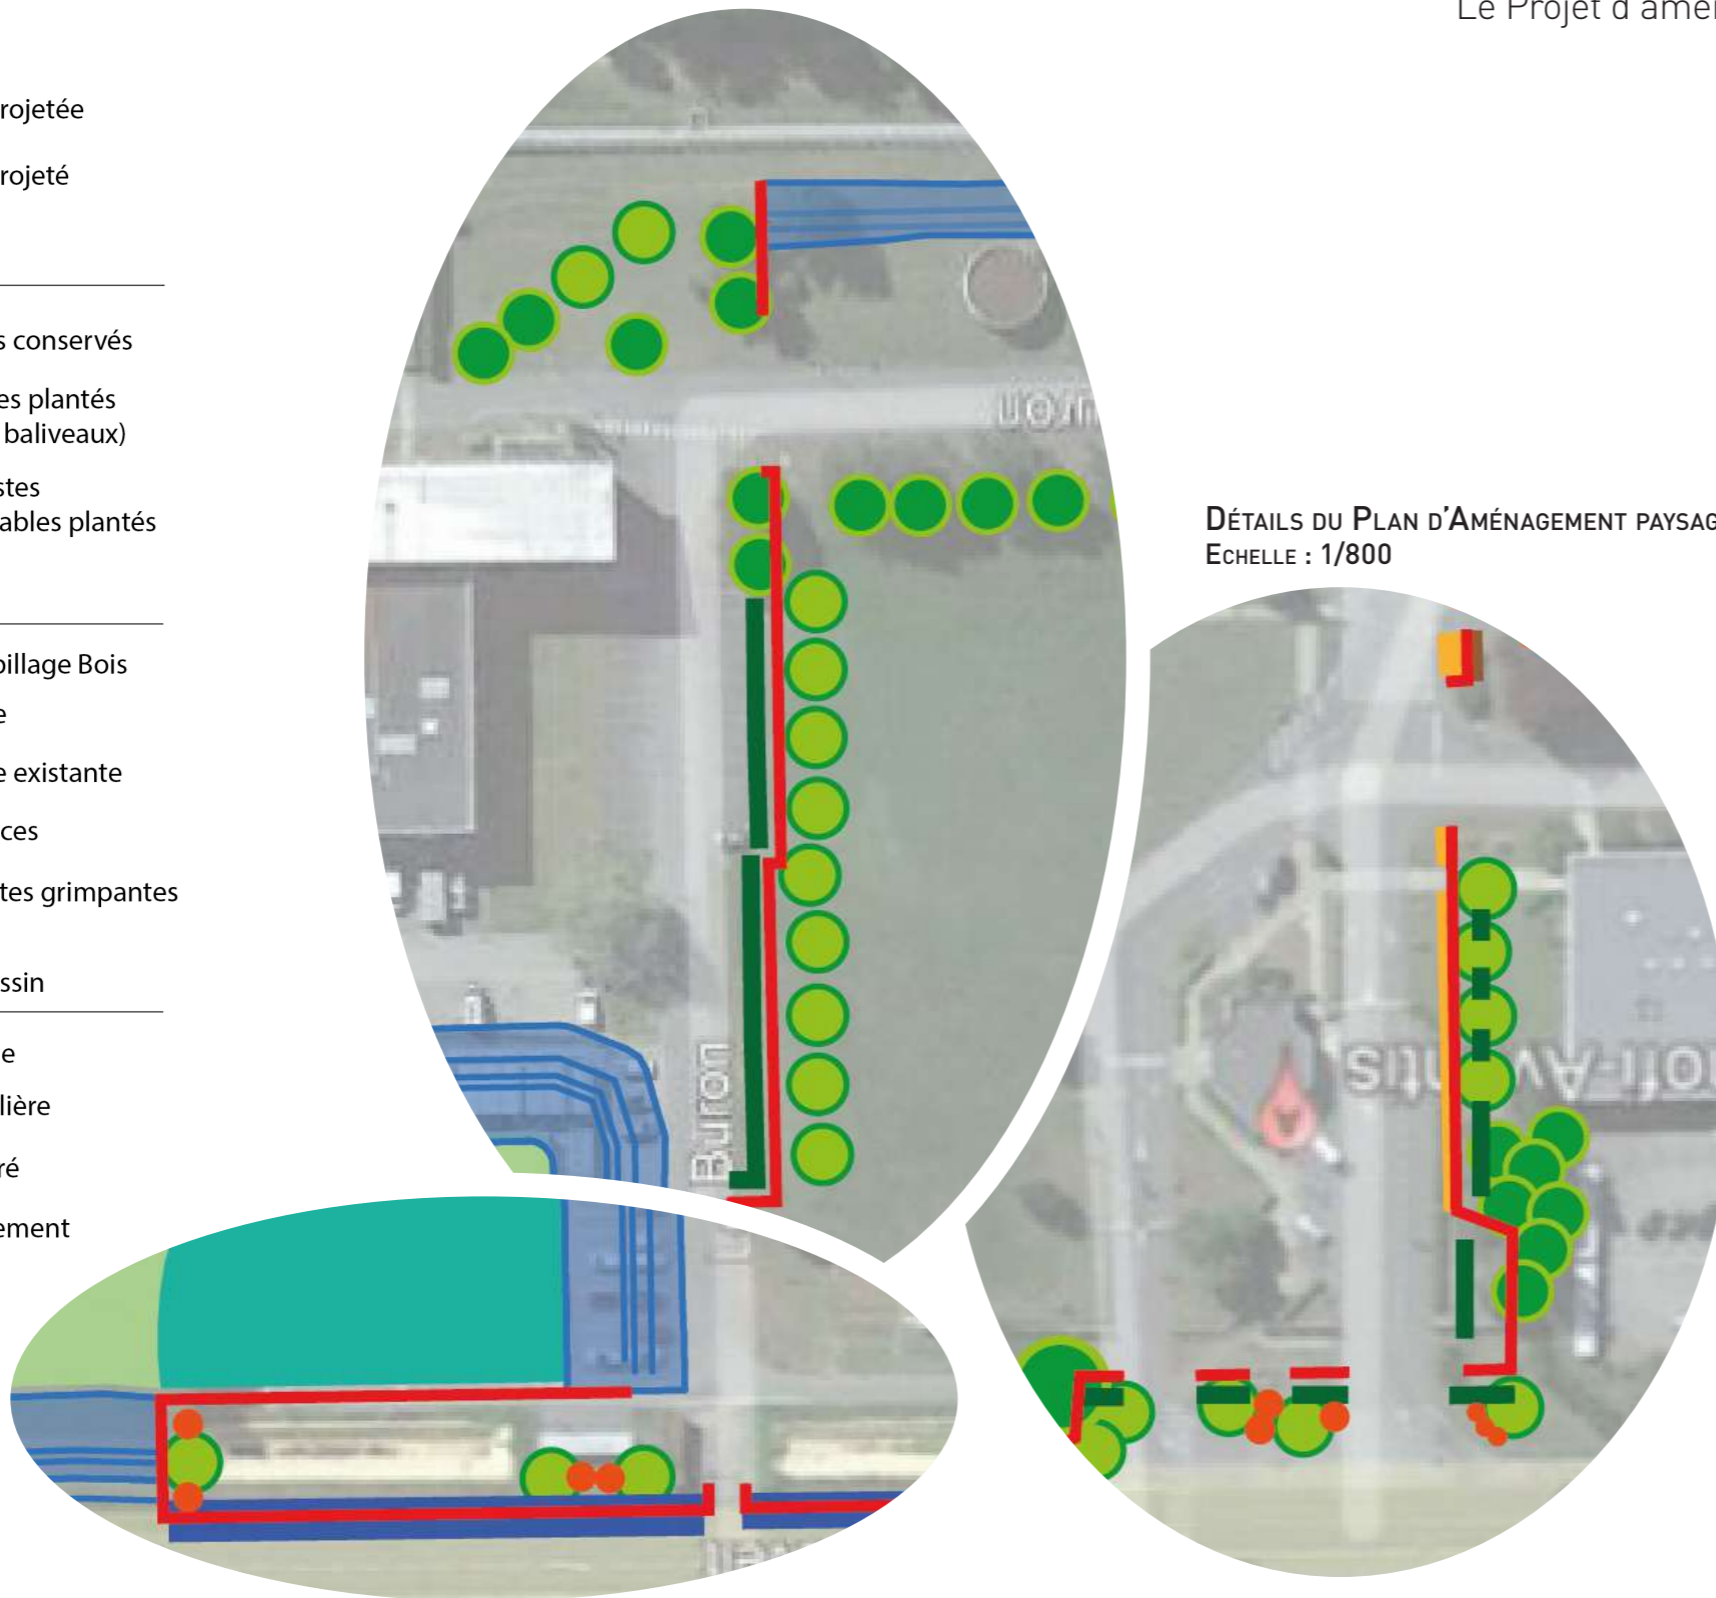 Le Projet d'amé
rojetée
rojeté
s conservés
es plantés
baliveaux)
stes
ables plantés
DÉTAILS DU PLAN D'AMÉNAGEMENT PAYSAG
ECHELLE : 1/800
pillage Bois
e
e existante
ces
tes grimpantes
ssin
e
lière
ré
ement
uron
Buron